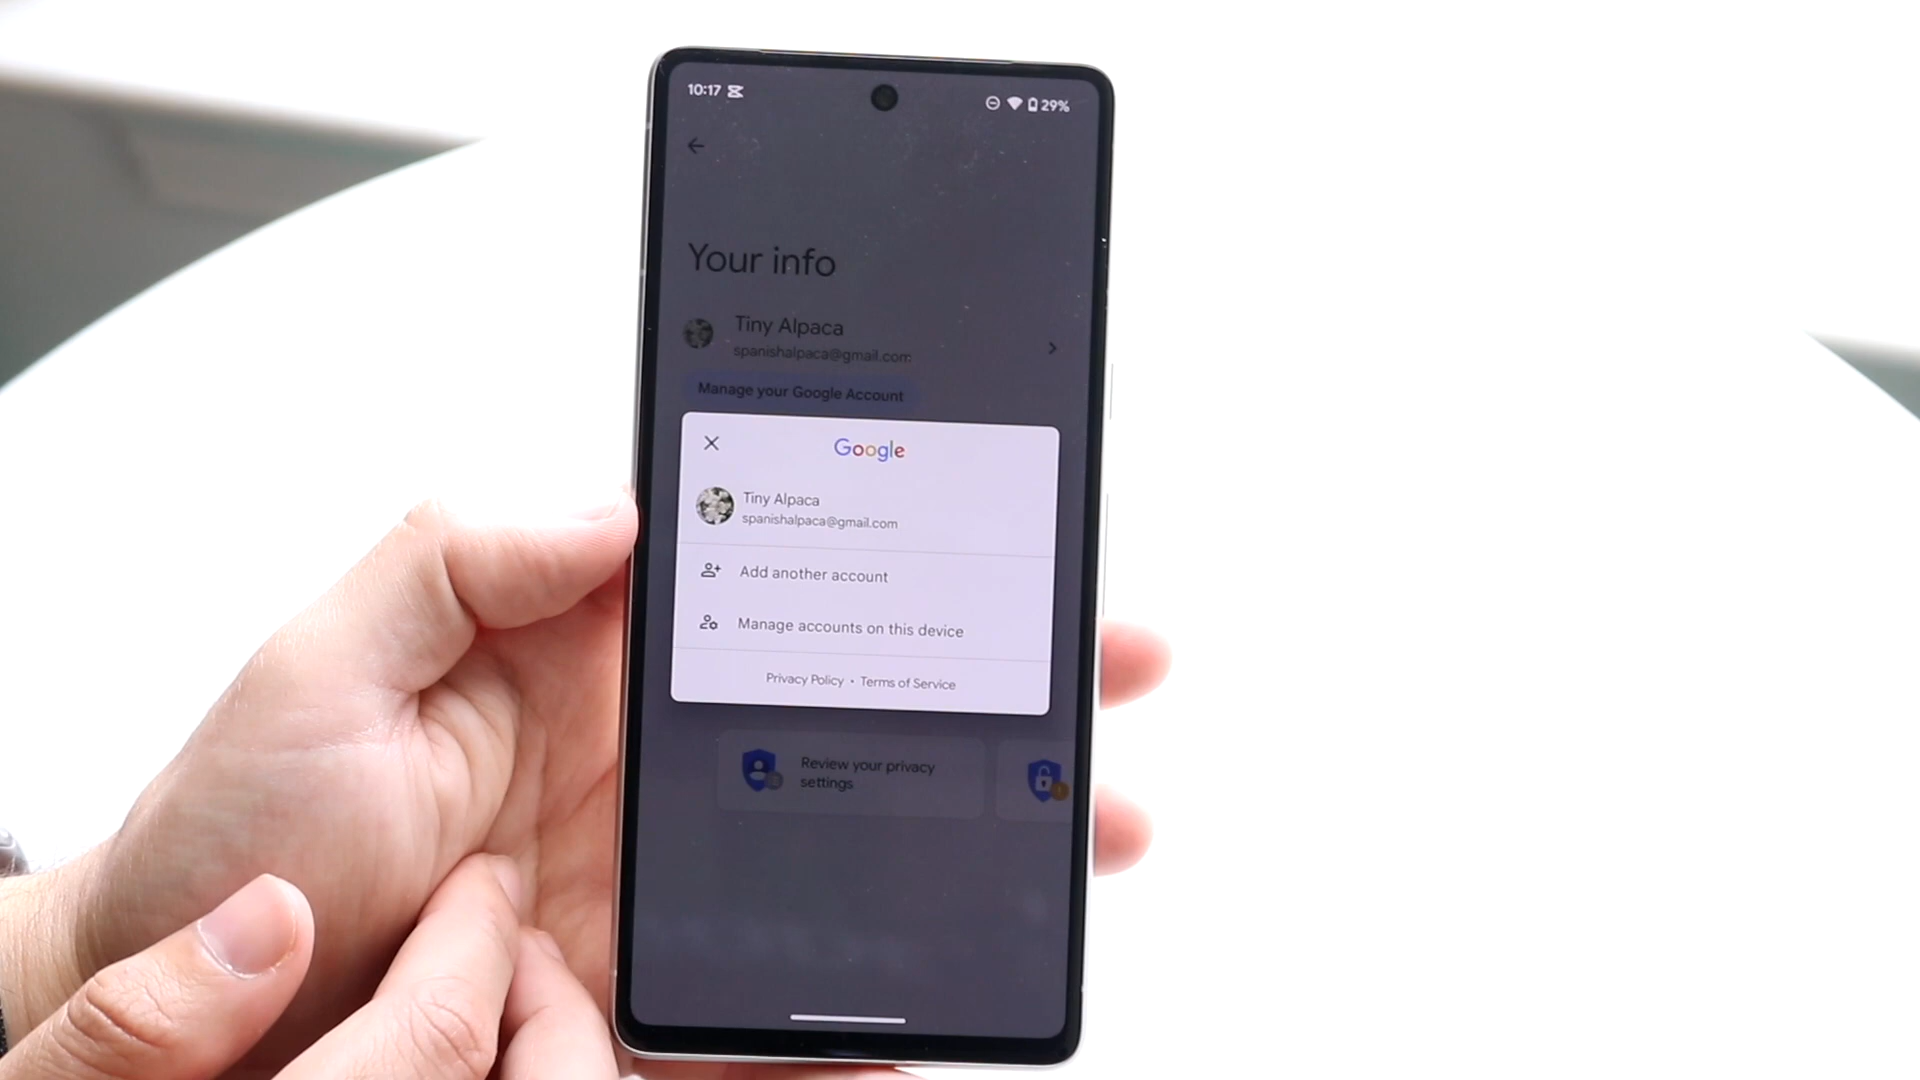 10:17
29%
Your info
Tiny Alpaca
spanishalpaca@gmail.com
Manage your Google Account
Google
Tiny Alpaca
spanishalpaca@gmail.com
Add another account
Manage accounts on this device
Privacy Policy • Terms of Service
Review your privacy
settings